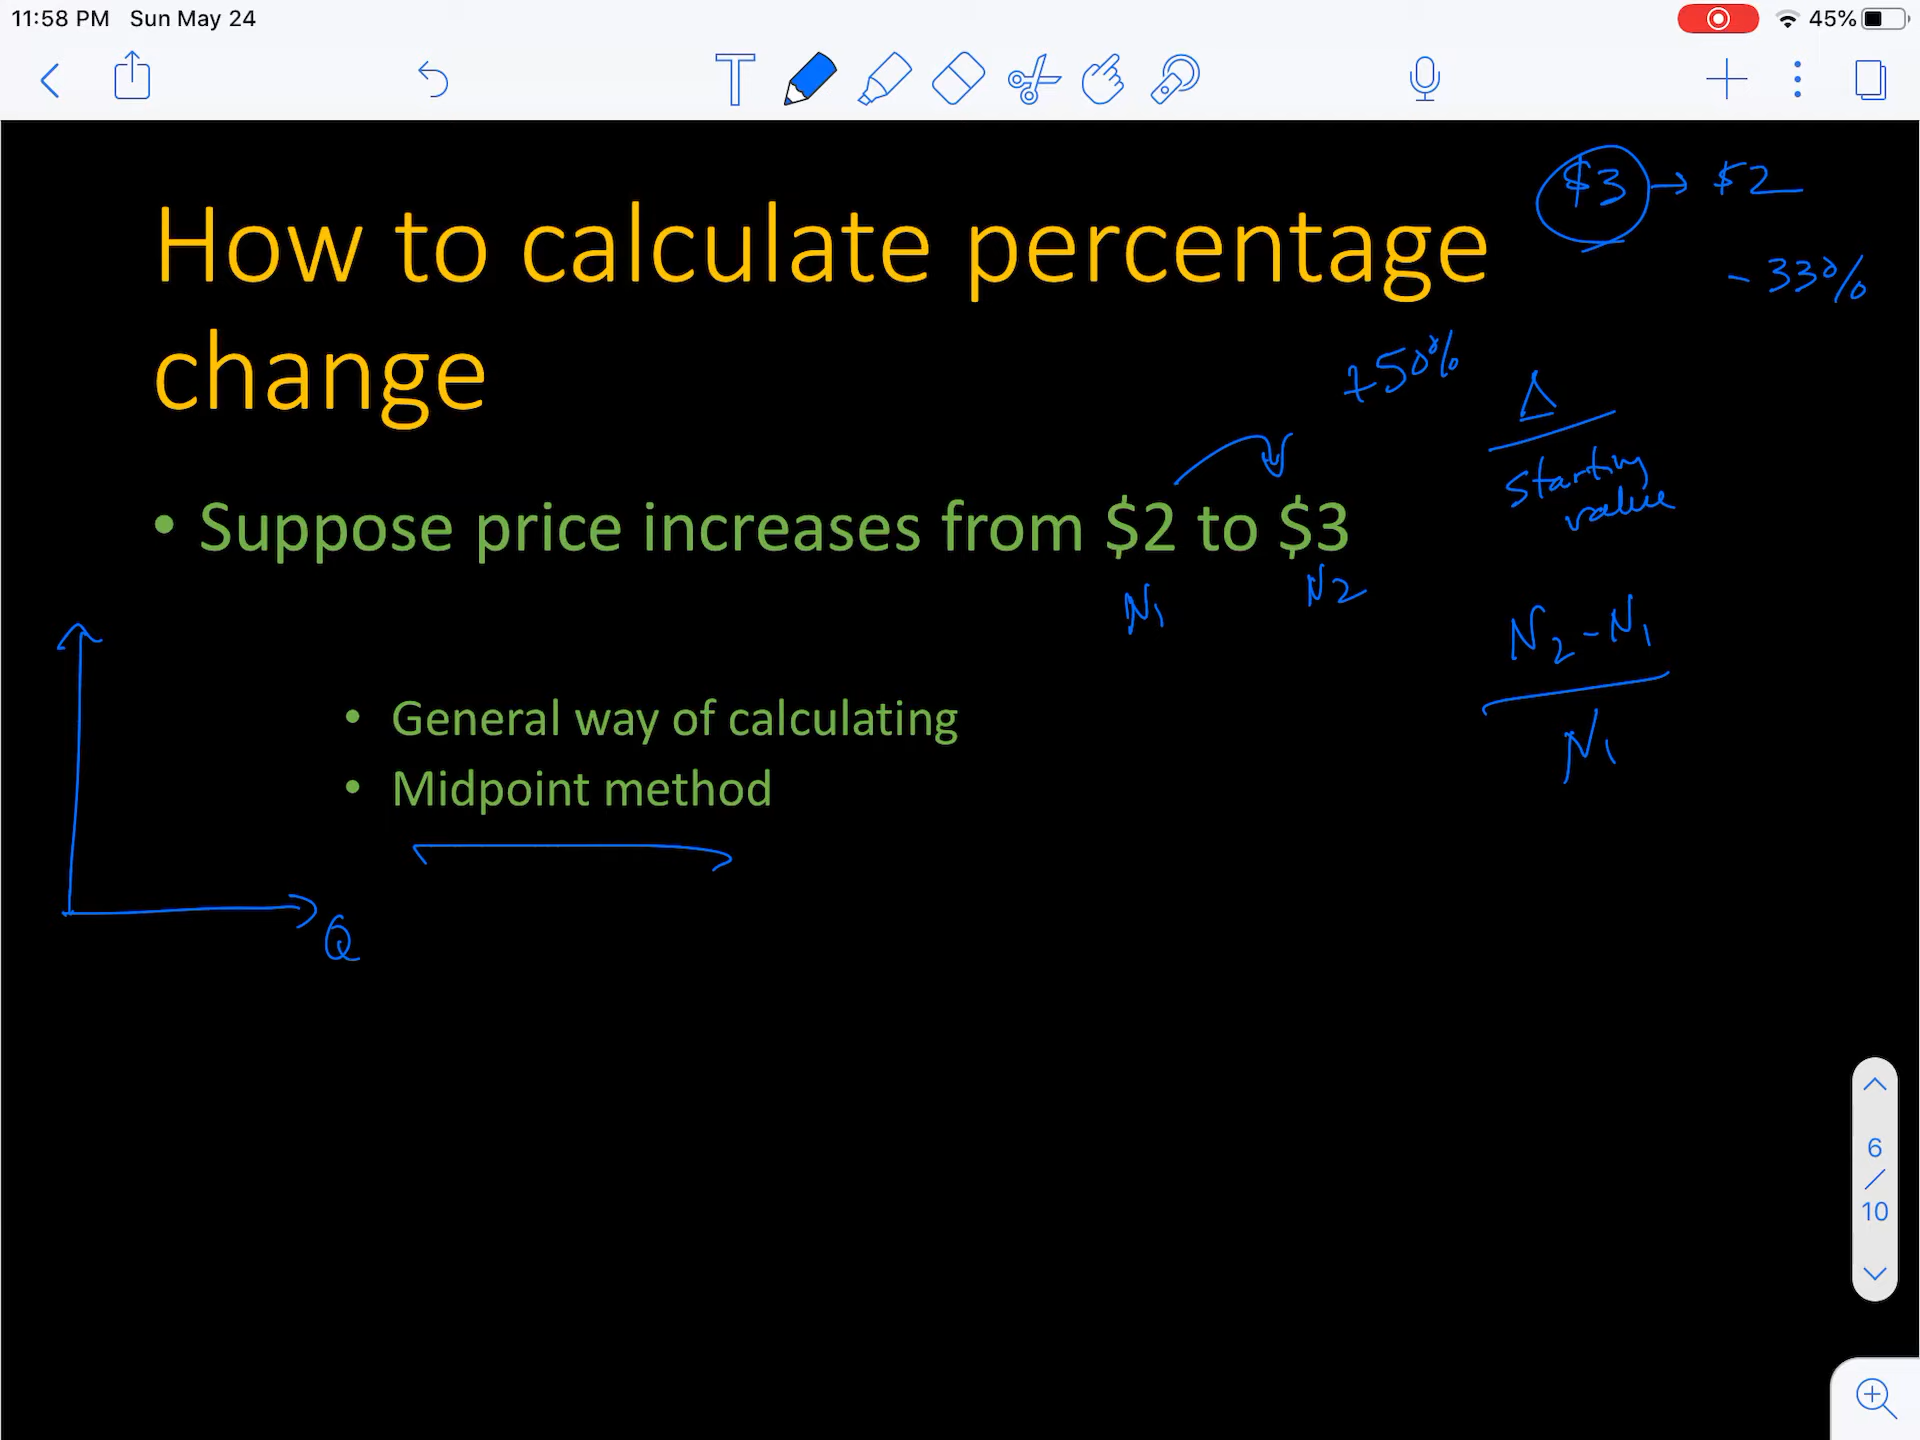 11:58 PM Sun May 24
45%
T
$3 → $2
How to calculate percentage
change
- 33%
+50%
Δ
starting
value
• Suppose price increases from $2 to $3
N1 N2
N2 - N1
N1
• General way of calculating
• Midpoint method
Q
6
/
10